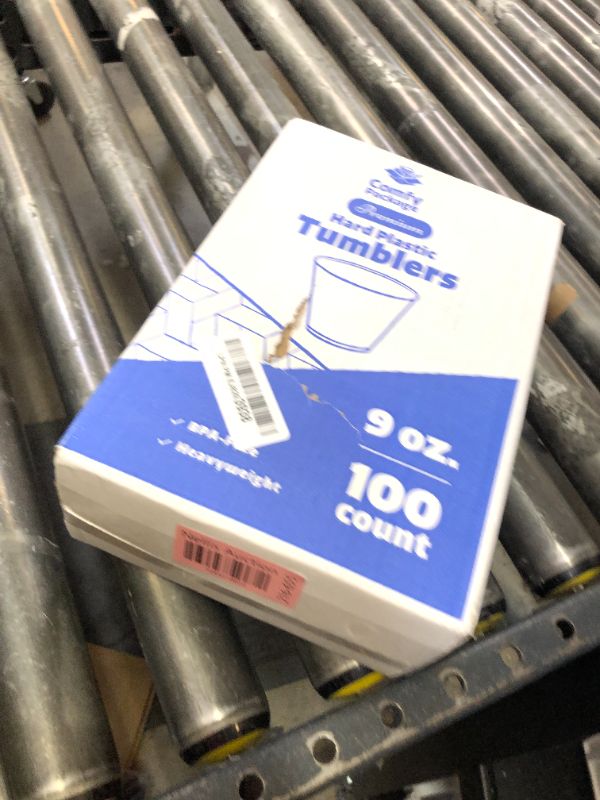 Comfy
Package
Premium
Hard Plastic
Tumblers
9 oz.
100
count
✓ BPA-Free
✓ Heavyweight